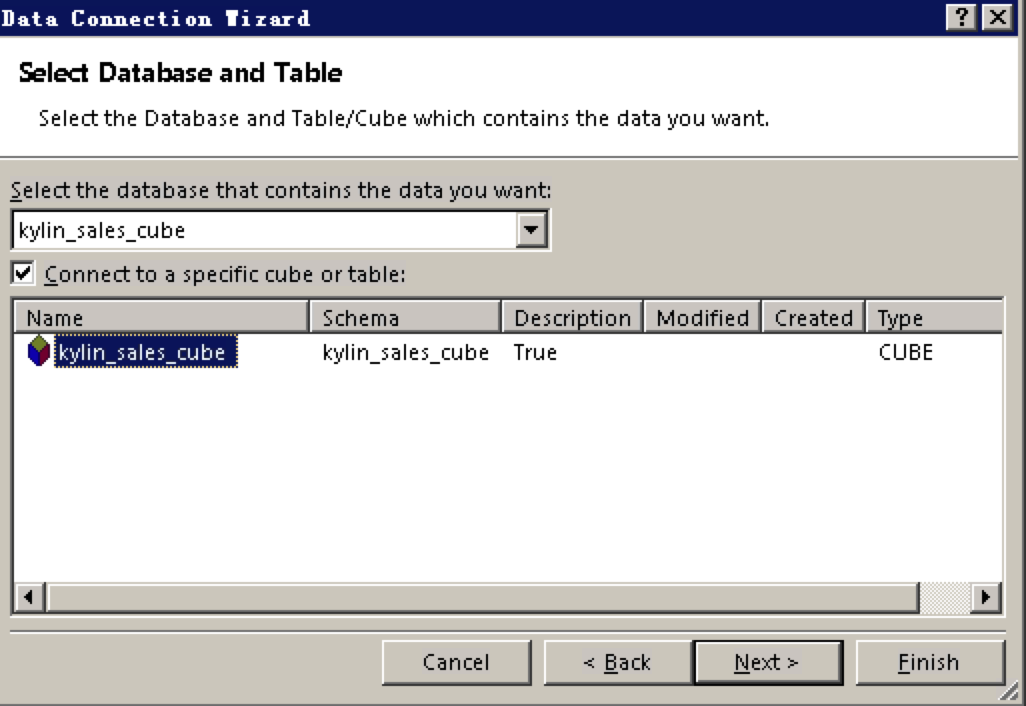 Data Connection Wizard
Select Database and Table
Select the Database and Table/Cube which contains the data you want.
Select the database that contains the data you want:
kylin_sales_cube
Connect to a specific cube or table:
Name Schema Description Modified Created Type
kylin_sales_cube kylin_sales_cube True CUBE
Cancel < Back Next > Finish